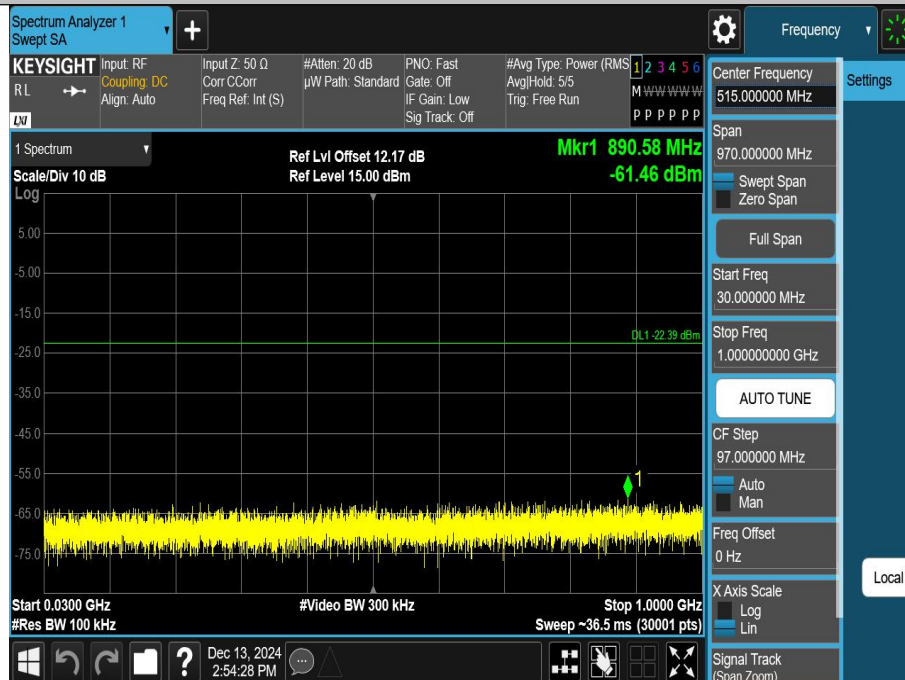 Spectrum Analyzer 1
Swept SA
Frequency
KEYSIGHT
RL
LXI
Input: RF
Coupling: DC
Align: Auto
Input Z: 50 Ω
Corr CCorr
Freq Ref: Int (S)
#Atten: 20 dB
µW Path: Standard
PNO: Fast
Gate: Off
IF Gain: Low
Sig Track: Off
#Avg Type: Power (RMS
Avg|Hold: 5/5
Trig: Free Run
1 2 3 4 5 6
M W W W W W
P P P P P P
1 Spectrum
Scale/Div 10 dB
Log
Ref Lvl Offset 12.17 dB
Ref Level 15.00 dBm
Mkr1 890.58 MHz
-61.46 dBm
5.00
-5.00
-15.0
DL1 -22.39 dBm
-25.0
-35.0
-45.0
-55.0
1
-65.0
-75.0
Start 0.0300 GHz
#Video BW 300 kHz
Stop 1.0000 GHz
#Res BW 100 kHz
Sweep ~36.5 ms (30001 pts)
?
Dec 13, 2024
2:54:28 PM
Center Frequency
515.000000 MHz
Settings
Span
970.000000 MHz
Swept Span
Zero Span
Full Span
Start Freq
30.000000 MHz
Stop Freq
1.000000000 GHz
AUTO TUNE
CF Step
97.000000 MHz
Auto
Man
Freq Offset
0 Hz
Local
X Axis Scale
Log
Lin
Signal Track
(Span Zoom)